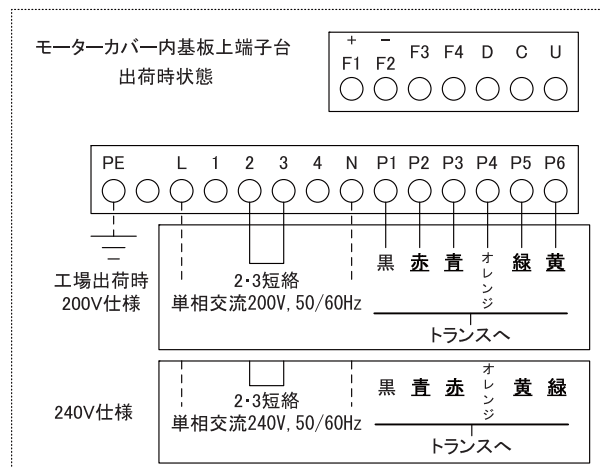 モーターカバー内基板上端子台
出荷時状態
+ −
F1 F2 F3 F4 D C U
PE L 1 2 3 4 N P1 P2 P3 P4 P5 P6
工場出荷時
200V仕様
2・3短絡
単相交流200V, 50/60Hz
黒 赤 青 オレンジ 緑 黄
トランスへ
240V仕様
2・3短絡
単相交流240V, 50/60Hz
黒 青 赤 オレンジ 黄 緑
トランスへ